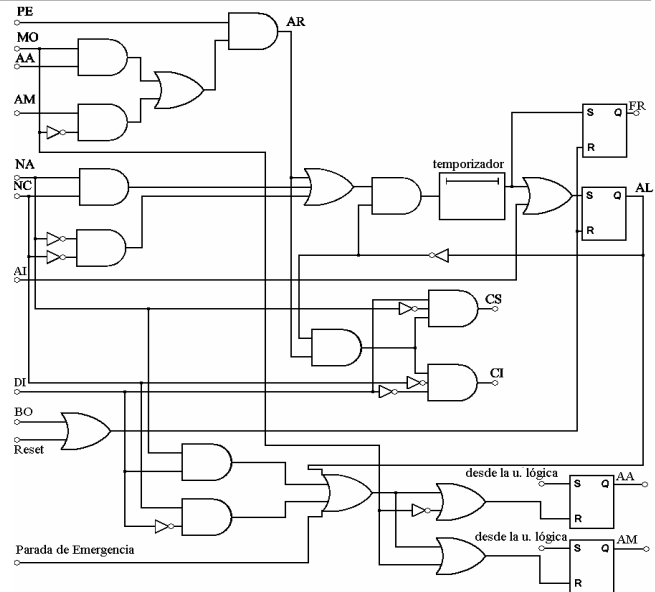 PE
AR
MO
AA
AM
FR
S Q
R
temporizador
NA
NC
AL
S Q
R
AI
CS
CI
DI
BO
Reset
desde la u. lógica
AA
S Q
R
desde la u. lógica
AM
S Q
R
Parada de Emergencia